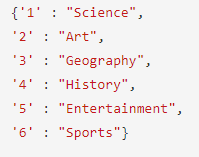 {'1' : "Science",
'2' : "Art",
'3' : "Geography",
'4' : "History",
'5' : "Entertainment",
'6' : "Sports"}